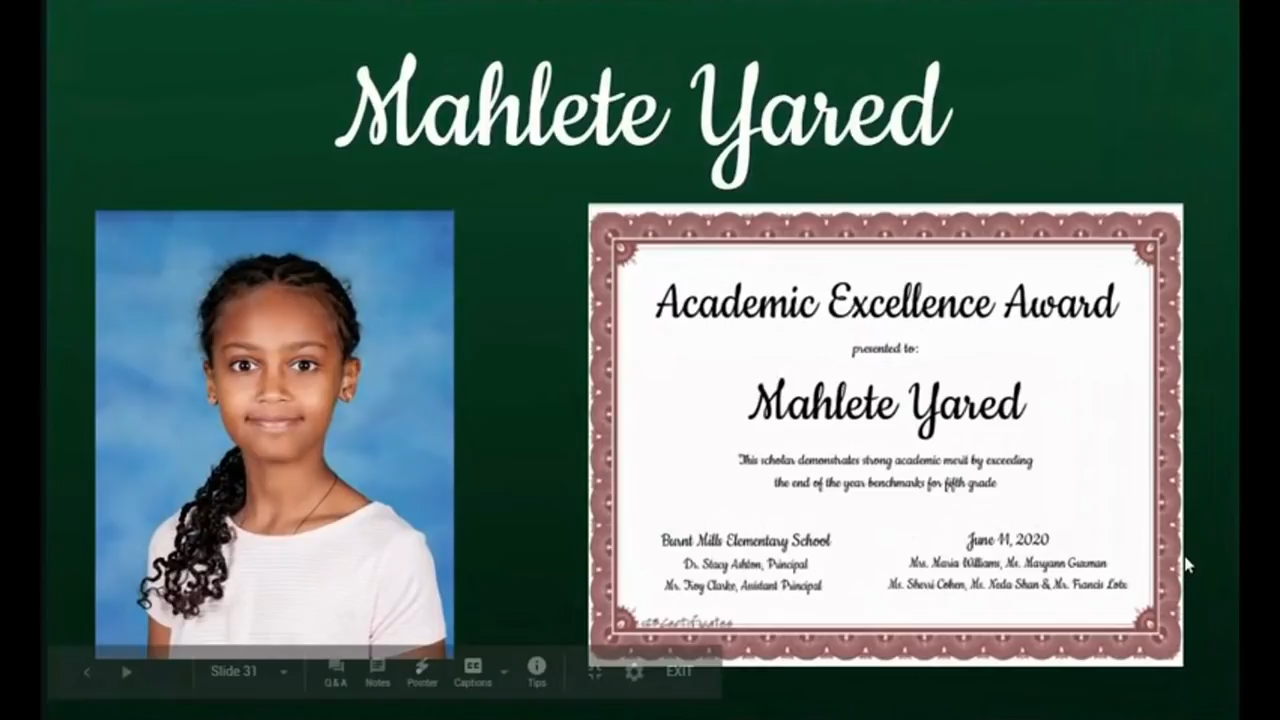 Mahlete Yared
Academic Excellence Award
presented to:
Mahlete Yared
This scholar demonstrates strong academic merit by exceeding
the end of the year benchmarks for fifth grade
Burnt Mills Elementary School
Dr. Stacy Ashton, Principal
Mr. Troy Clarke, Assistant Principal
June 11, 2020
Mrs. Maria Williams, Ms. Maryann Guzman
Ms. Sherri Cohen, Ms. Neda Shan & Mr. Francis
Slide 31
Q&A
Notes
Pointer
Captions
Tips
EXIT